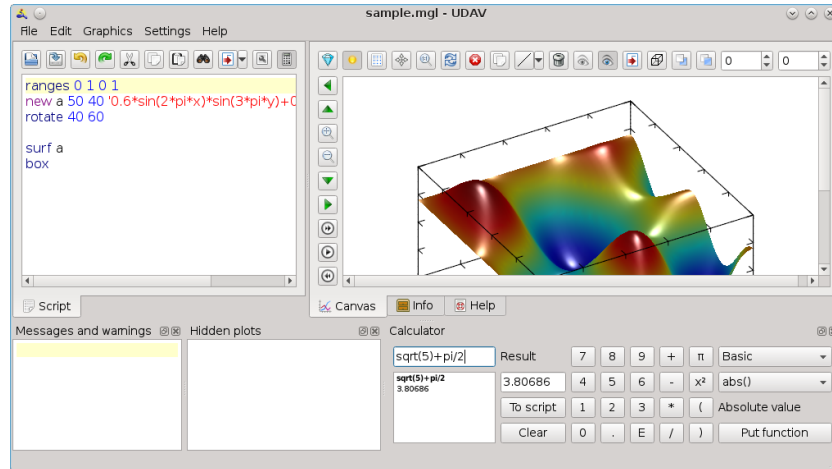 sample.mgl - UDAV
File Edit Graphics Settings Help
0 0
ranges 0 1 0 1
new a 50 40 '0.6*sin(2*pi*x)*sin(3*pi*y)+0
rotate 40 60
surf a
box
Script
Canvas Info Help
Messages and warnings
Hidden plots
Calculator
sqrt(5)+pi/2 Result 7 8 9 + π Basic
sqrt(5)+pi/2
3.80686
3.80686 4 5 6 - x² abs()
To script 1 2 3 * ( Absolute value
Clear 0 . E / ) Put function